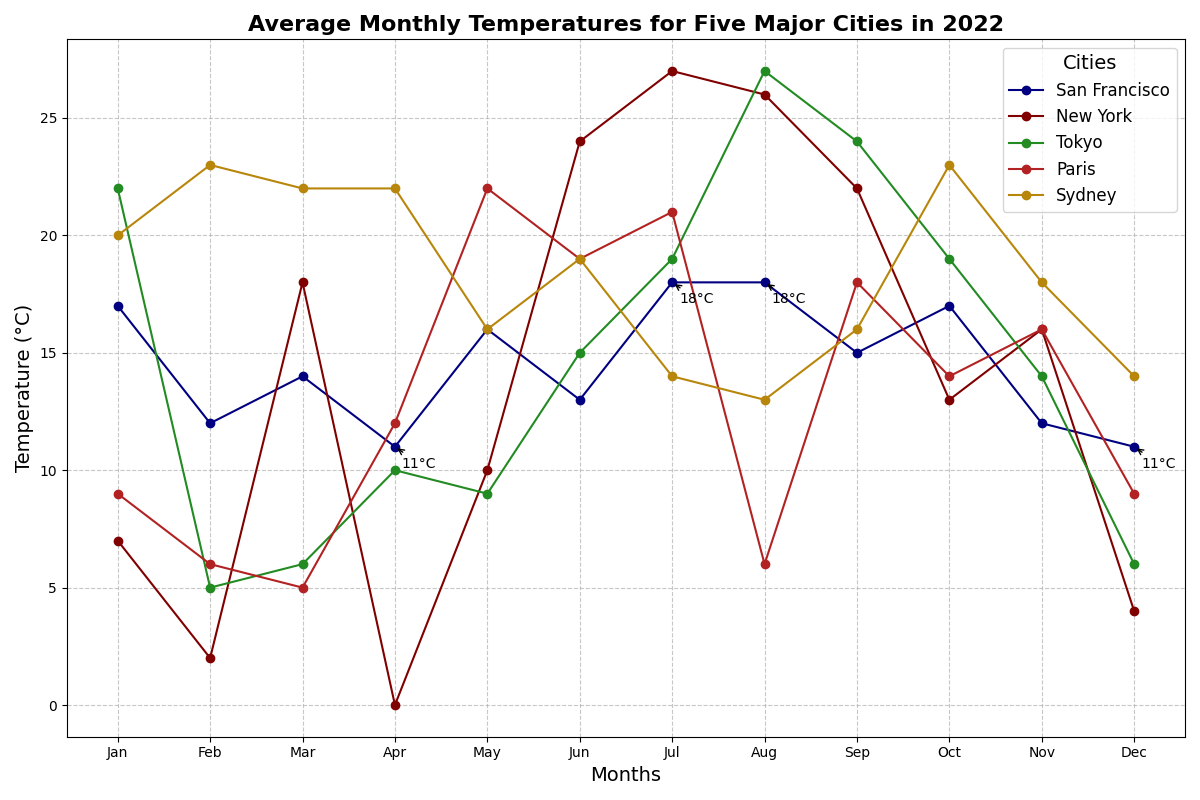 Average Monthly Temperatures for Five Major Cities in 2022
Cities
San Francisco
New York
Tokyo
Paris
Sydney
Temperature (°C)
25
20
15
10
5
0
18°C
18°C
11°C
11°C
Jan
Feb
Mar
Apr
May
Jun
Jul
Aug
Sep
Oct
Nov
Dec
Months